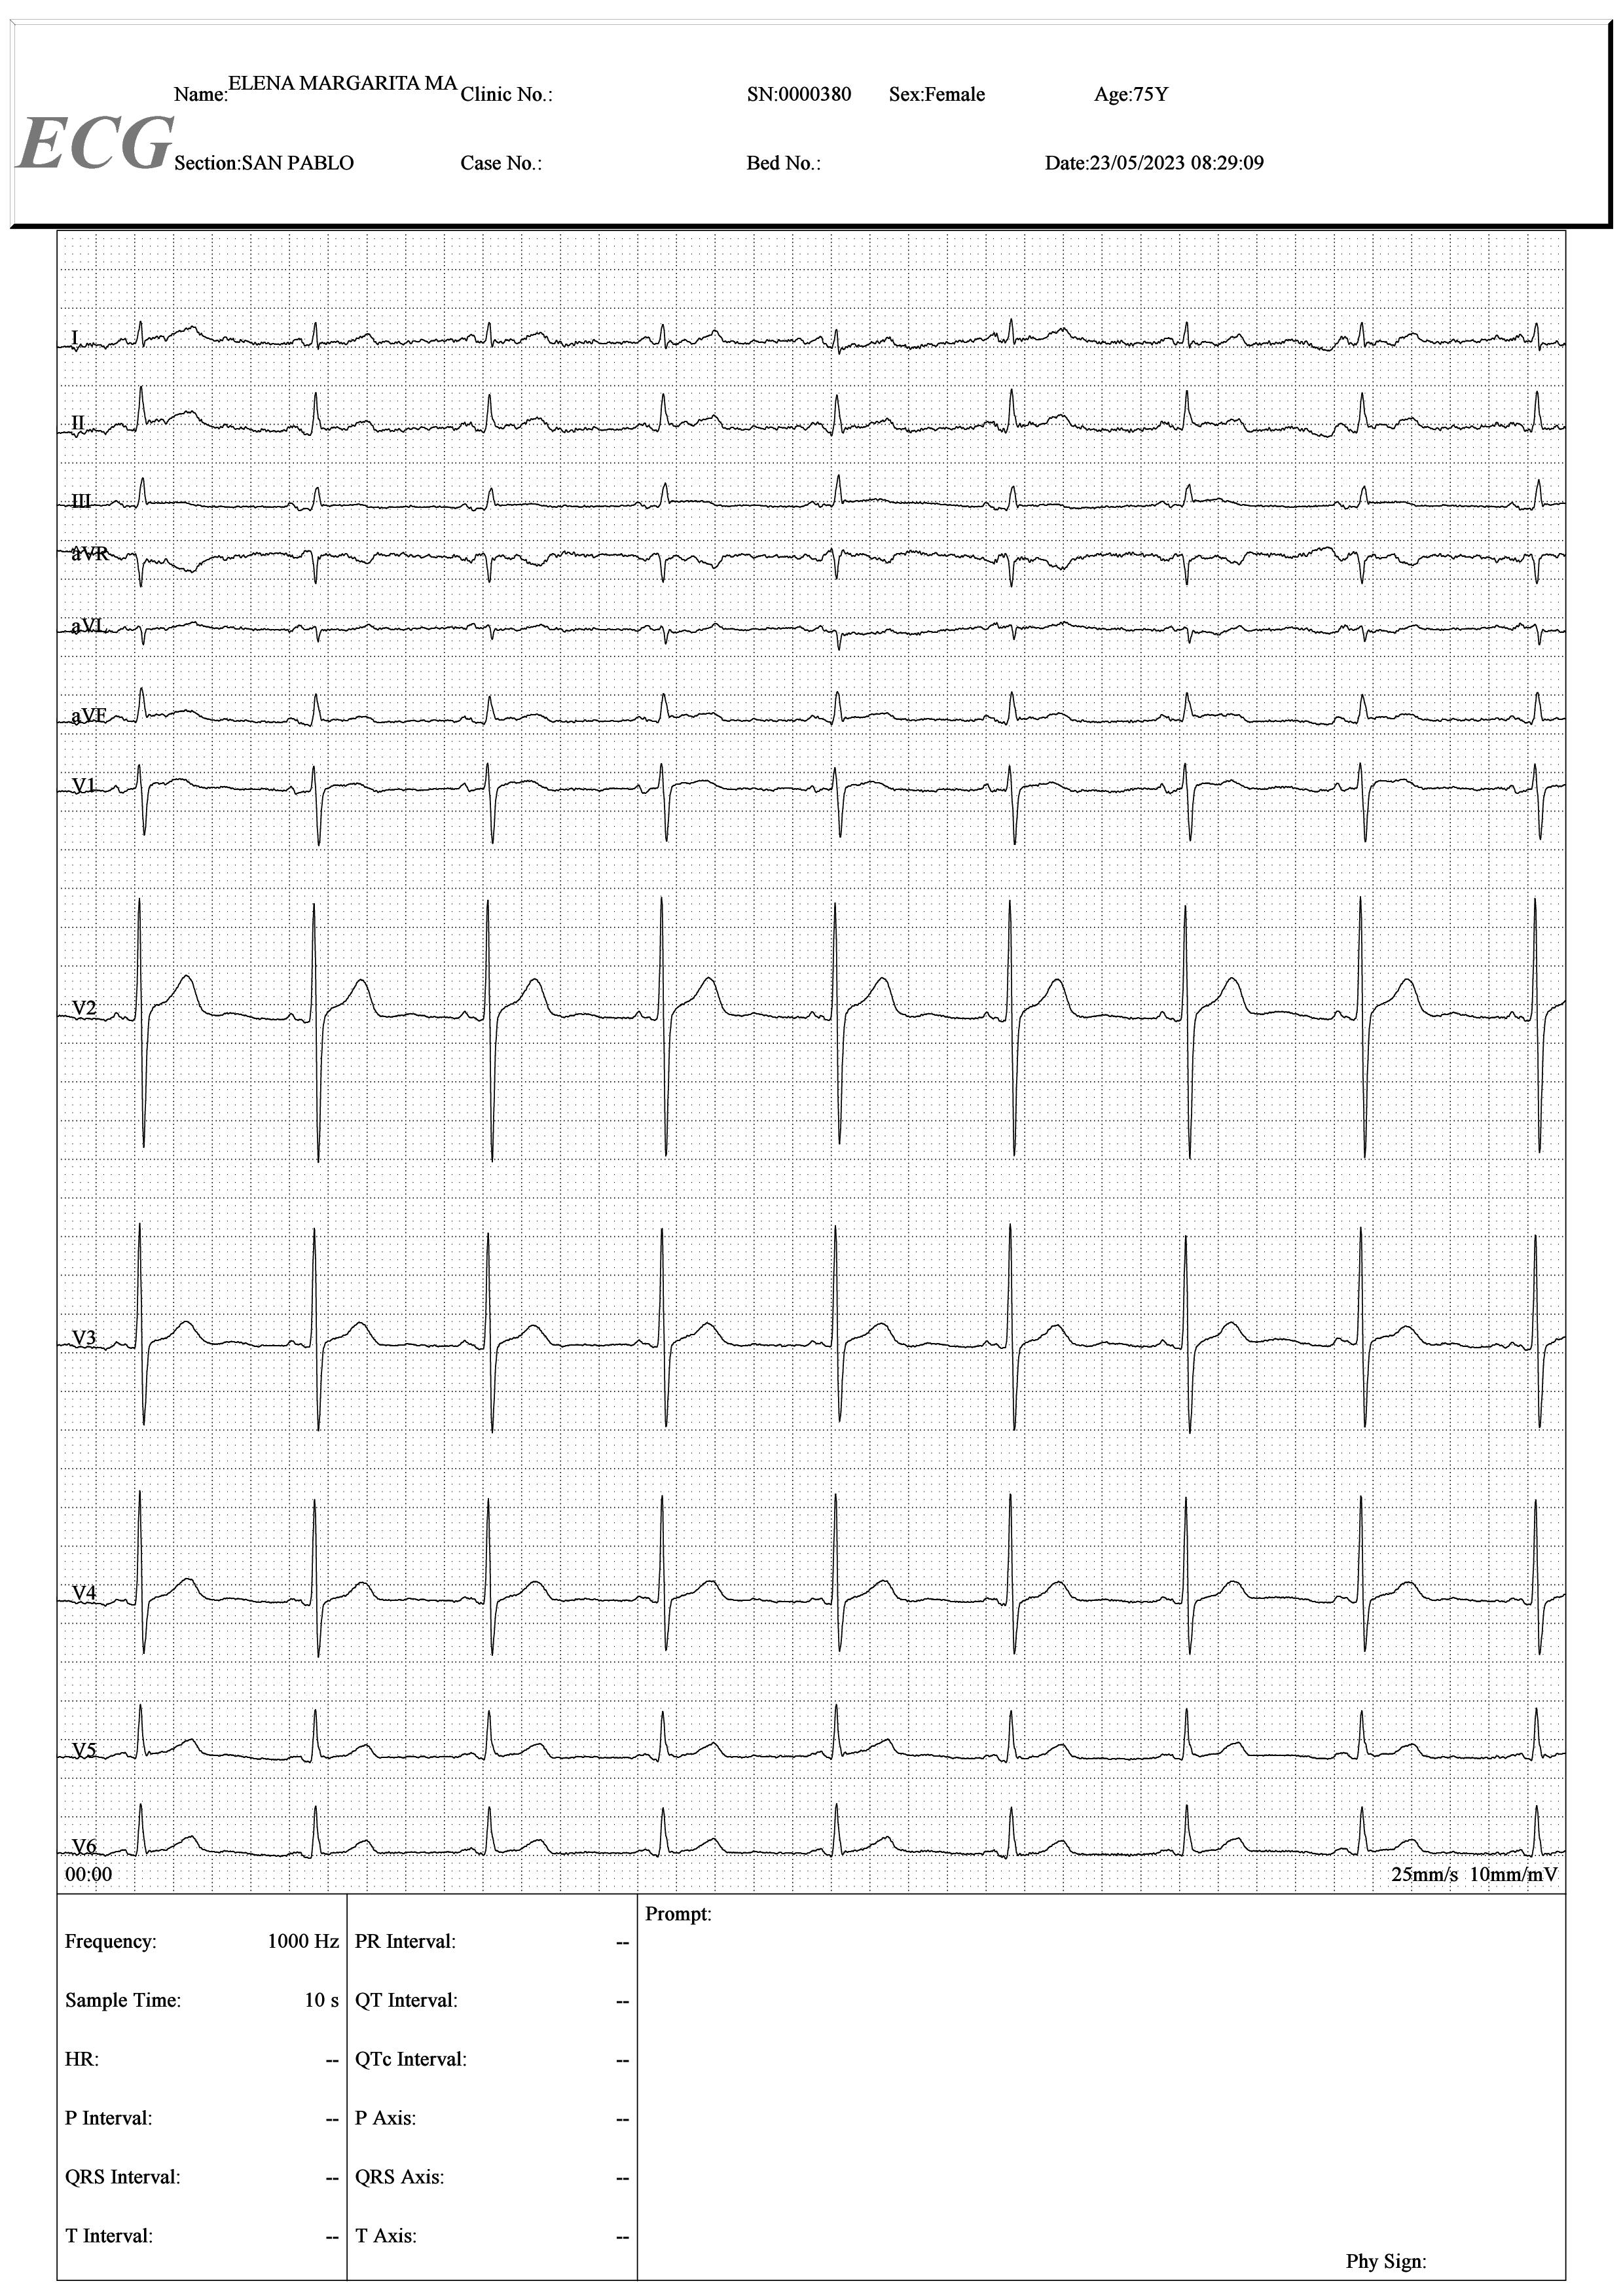 ECG
Name:ELENA MARGARITA MA Clinic No.: SN:0000380 Sex:Female Age:75Y
Section:SAN PABLO Case No.: Bed No.: Date:23/05/2023 08:29:09
I
II
III
aVR
aVL
aVF
V1
V2
V3
V4
V5
V6
00:00 25mm/s 10mm/mV
Prompt:
Frequency: 1000 Hz PR Interval: --
Sample Time: 10 s QT Interval: --
HR: -- QTc Interval: --
P Interval: -- P Axis: --
QRS Interval: -- QRS Axis: --
T Interval: -- T Axis: --
Phy Sign: